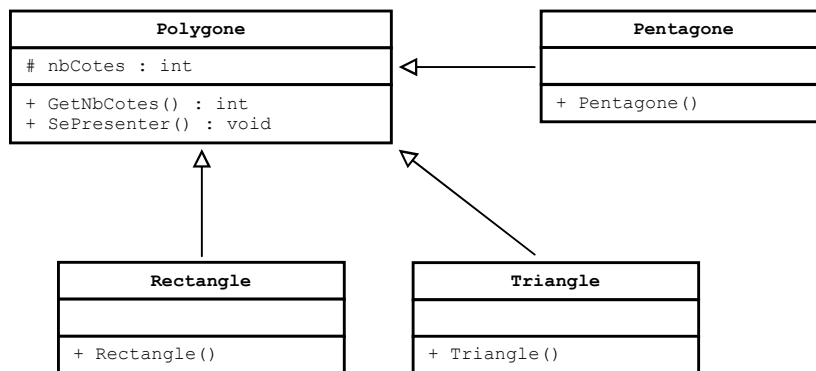 Polygone
# nbCotes : int
+ GetNbCotes() : int
+ SePresenter() : void
Pentagone
+ Pentagone()
Rectangle
+ Rectangle()
Triangle
+ Triangle()